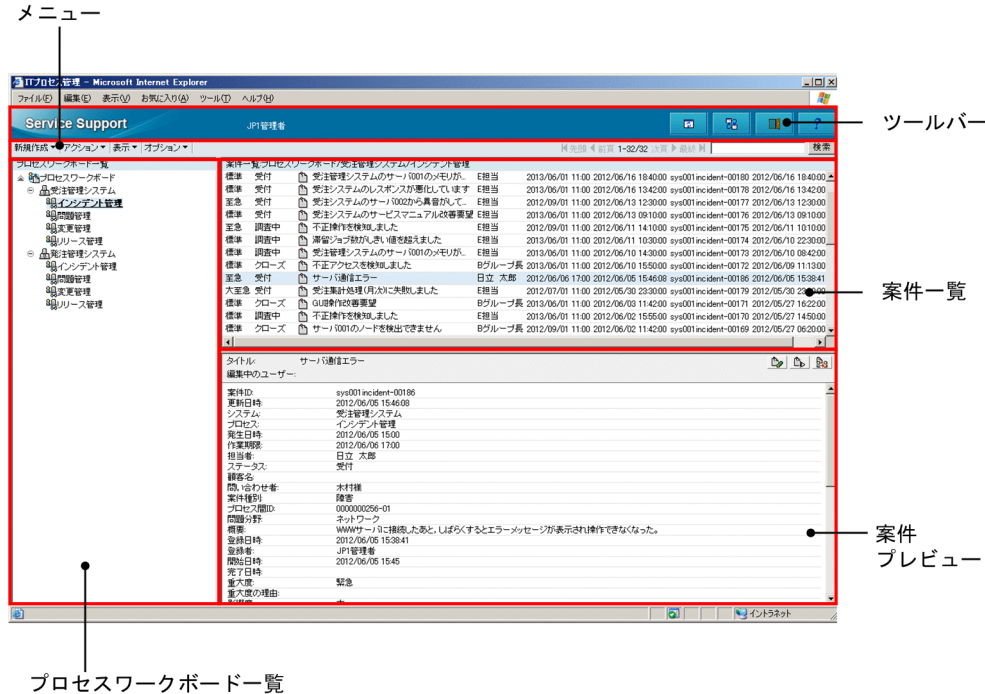 メニュー
ITプロセス管理 - Microsoft Internet Explorer
ファイル(F) 編集(E) 表示(V) お気に入り(A) ツール(T) ヘルプ(H)
Service Support JP1管理者 ?
ツールバー
新規作成 アクション 表示 オプション 先頭 前頁 1-32/32 次頁 最終 検索
プロセスワークボード一覧
プロセスワークボード
受注管理システム
インシデント管理
問題管理
変更管理
リリース管理
発注管理システム
インシデント管理
問題管理
変更管理
リリース管理
案件一覧:プロセスワークボード/受注管理システム/インシデント管理
標準 受付 受注管理システムのサーバ001のメモリが... E担当 2013/06/01 11:00 2012/06/16 18:40:00 sys001incident-00180 2012/06/16 18:40:00
標準 受付 受注システムのレスポンスが悪化しています E担当 2013/06/01 11:00 2012/06/16 13:42:00 sys001incident-00178 2012/06/16 13:42:00
至急 受付 受注システムのサーバ002から異音がして... E担当 2012/09/01 11:00 2012/06/13 12:30:00 sys001incident-00177 2012/06/13 12:30:00
標準 受付 受注システムのサービスマニュアル改善要望 E担当 2013/06/01 11:00 2012/06/13 09:10:00 sys001incident-00176 2012/06/13 09:10:00
至急 調査中 不正操作を検知しました E担当 2012/09/01 11:00 2012/06/11 14:10:00 sys001incident-00175 2012/06/11 10:10:00
標準 調査中 滞留ジョブ数がしきい値を超えました E担当 2013/06/01 11:00 2012/06/11 10:30:00 sys001incident-00174 2012/06/10 22:30:00
標準 調査中 受注管理システムのサーバ001のメモリが... E担当 2013/06/01 11:00 2012/06/10 14:30:00 sys001incident-00173 2012/06/10 08:42:00
標準 クローズ 不正アクセスを検知しました Bグループ長 2013/06/01 11:00 2012/06/10 15:50:00 sys001incident-00172 2012/06/09 11:13:00
至急 受付 サーバ通信エラー 日立 太郎 2012/06/06 17:00 2012/06/05 15:46:08 sys001incident-00186 2012/06/05 15:38:41
大至急 受付 受注集計処理(月次)に失敗しました E担当 2012/07/01 11:00 2012/05/30 23:30:00 sys001incident-00179 2012/05/30
標準 クローズ GUI操作改善要望 Bグループ長 2013/06/01 11:00 2012/06/03 11:42:00 sys001incident-00171 2012/05/27 16:22:00
標準 調査中 不正操作を検知しました E担当 2013/06/01 11:00 2012/06/02 15:55:00 sys001incident-00170 2012/05/27 14:50:00
標準 クローズ サーバ001のノードを検出できません Bグループ長 2012/09/01 11:00 2012/06/02 11:42:00 sys001incident-00169 2012/05/27 06:20:00
案件一覧
タイトル: サーバ通信エラー
編集中のユーザー:
案件ID: sys001incident-00186
更新日時: 2012/06/05 15:46:08
システム: 受注管理システム
プロセス: インシデント管理
発生日時: 2012/06/05 15:00
作業期限: 2012/06/06 17:00
担当者: 日立 太郎
ステータス: 受付
顧客名:
問い合わせ者: 木村雄
案件種別: 障害
プロセス間ID: 0000000256-01
問題分野: ネットワーク
概要: WWWサーバに接続したあと,しばらくするとエラーメッセージが表示され操作できなくなった。
登録日時: 2012/06/05 15:38:41
登録者: JP1管理者
開始日時: 2012/06/05 15:45
完了日時:
重大度: 緊急
重大度の理由:
案件
プレビュー
イントラネット
プロセスワークボード一覧